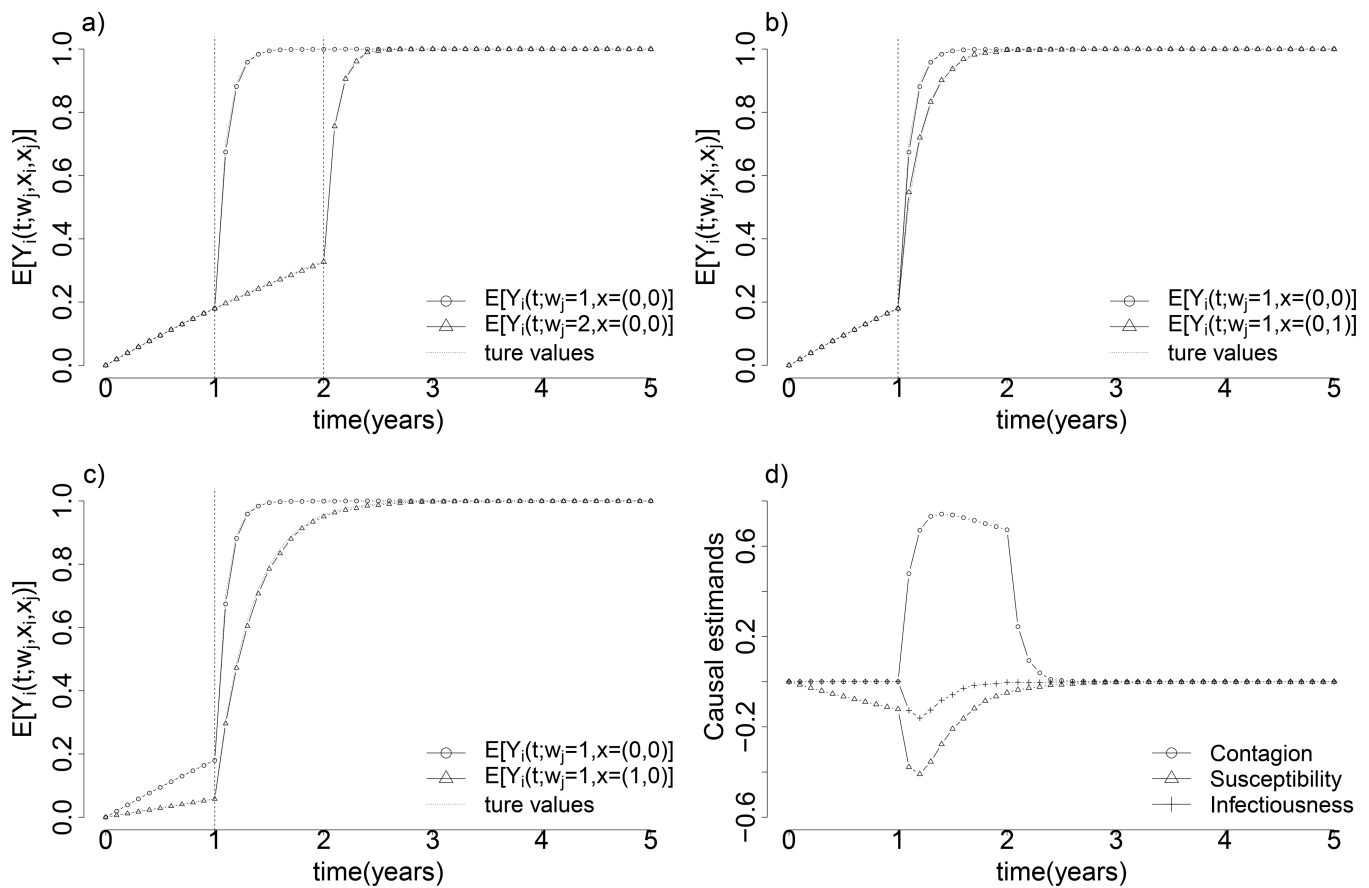 a)
E[Yi(t;wj,xi,xj)]
0.0 0.2 0.4 0.6 0.8 1.0
E[Yi(t;wj=1,x=(0,0)]
E[Yi(t;wj=2,x=(0,0)]
ture values
0 1 2 3 4 5
time(years)
b)
E[Yi(t;wj,xi,xj)]
0.0 0.2 0.4 0.6 0.8 1.0
E[Yi(t;wj=1,x=(0,0)]
E[Yi(t;wj=1,x=(0,1)]
ture values
0 1 2 3 4 5
time(years)
c)
E[Yi(t;wj,xi,xj)]
0.0 0.2 0.4 0.6 0.8 1.0
E[Yi(t;wj=1,x=(0,0)]
E[Yi(t;wj=1,x=(1,0)]
ture values
0 1 2 3 4 5
time(years)
d)
Causal estimands
−0.6 −0.2 0.2 0.6
Contagion
Susceptibility
Infectiousness
0 1 2 3 4 5
time(years)